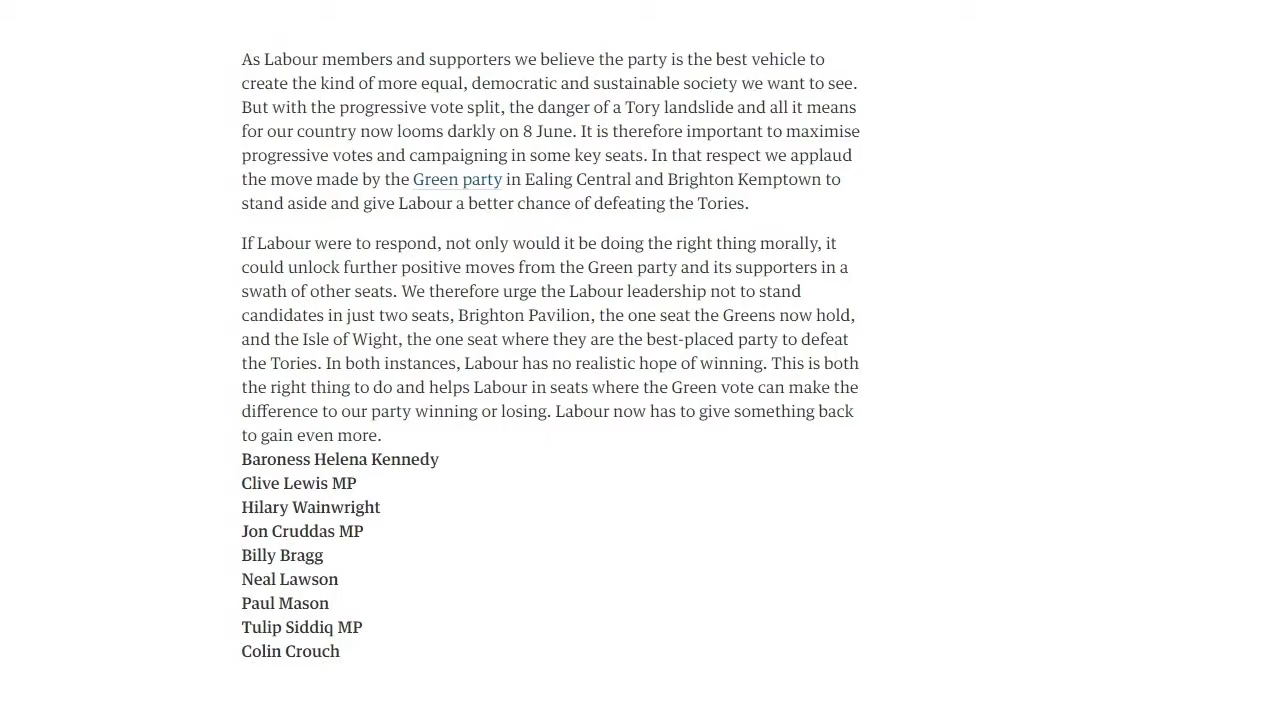 As Labour members and supporters we believe the party is the best vehicle to
create the kind of more equal, democratic and sustainable society we want to see.
But with the progressive vote split, the danger of a Tory landslide and all it means
for our country now looms darkly on 8 June. It is therefore important to maximise
progressive votes and campaigning in some key seats. In that respect we applaud
the move made by the Green party in Ealing Central and Brighton Kemptown to
stand aside and give Labour a better chance of defeating the Tories.
If Labour were to respond, not only would it be doing the right thing morally, it
could unlock further positive moves from the Green party and its supporters in a
swath of other seats. We therefore urge the Labour leadership not to stand
candidates in just two seats, Brighton Pavilion, the one seat the Greens now hold,
and the Isle of Wight, the one seat where they are the best-placed party to defeat
the Tories. In both instances, Labour has no realistic hope of winning. This is both
the right thing to do and helps Labour in seats where the Green vote can make the
difference to our party winning or losing. Labour now has to give something back
to gain even more.
Baroness Helena Kennedy
Clive Lewis MP
Hilary Wainwright
Jon Cruddas MP
Billy Bragg
Neal Lawson
Paul Mason
Tulip Siddiq MP
Colin Crouch